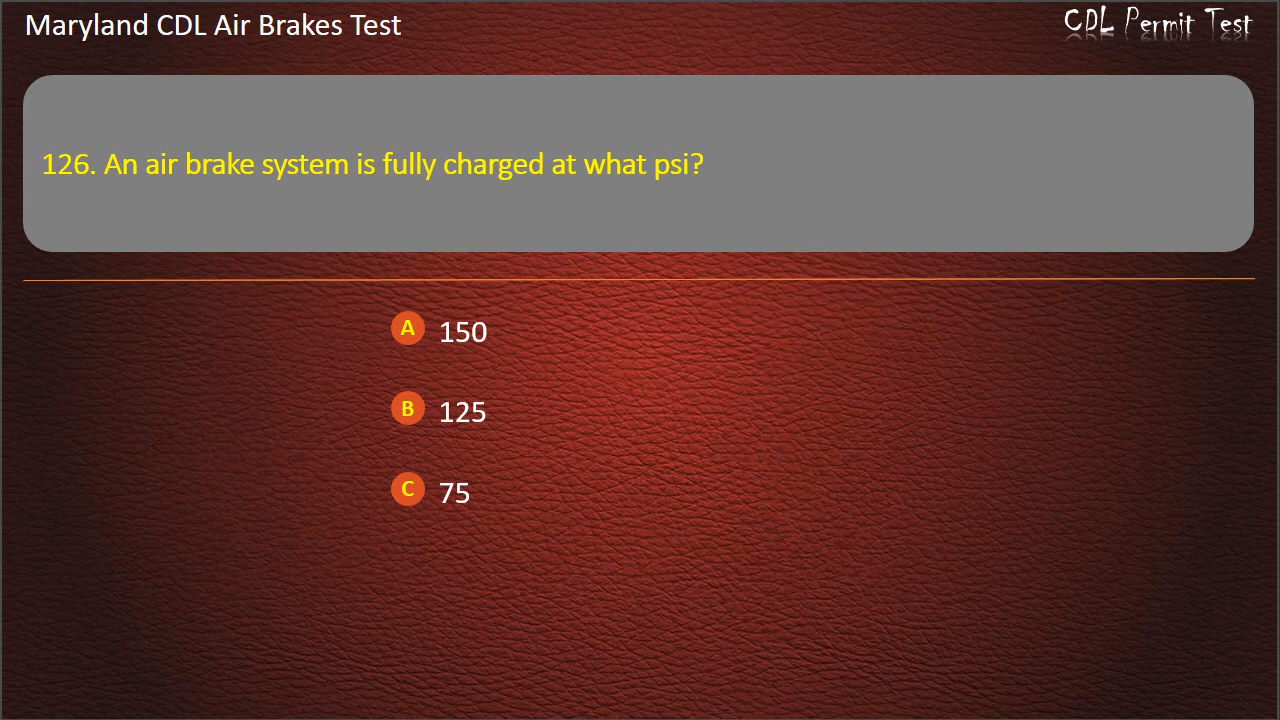 Maryland CDL Air Brakes Test
CDL Permit Test
126. An air brake system is fully charged at what psi?
A 150
B 125
C 75